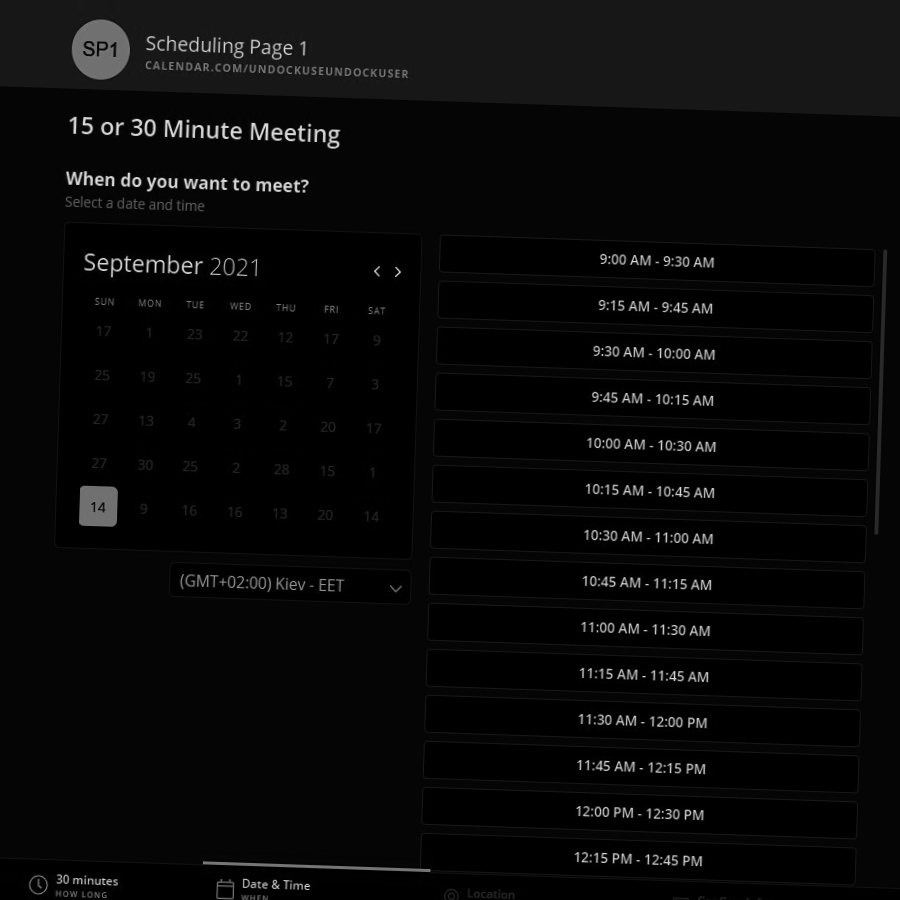 SP1
Scheduling Page 1
CALENDAR.COM/UNDOCKUSEUNDOCKUSER
15 or 30 Minute Meeting
When do you want to meet?
Select a date and time
September 2021
SUN MON TUE WED THU FRI SAT
17 1 23 22 12 17 9
25 19 25 1 15 7 3
27 13 4 3 2 20 17
27 30 25 2 28 15 1
14 9 16 16 13 20 14
(GMT+02:00) Kiev - EET
9:00 AM - 9:30 AM
9:15 AM - 9:45 AM
9:30 AM - 10:00 AM
9:45 AM - 10:15 AM
10:00 AM - 10:30 AM
10:15 AM - 10:45 AM
10:30 AM - 11:00 AM
10:45 AM - 11:15 AM
11:00 AM - 11:30 AM
11:15 AM - 11:45 AM
11:30 AM - 12:00 PM
11:45 AM - 12:15 PM
12:00 PM - 12:30 PM
12:15 PM - 12:45 PM
30 minutes
HOW LONG
Date & Time
WHEN
Location